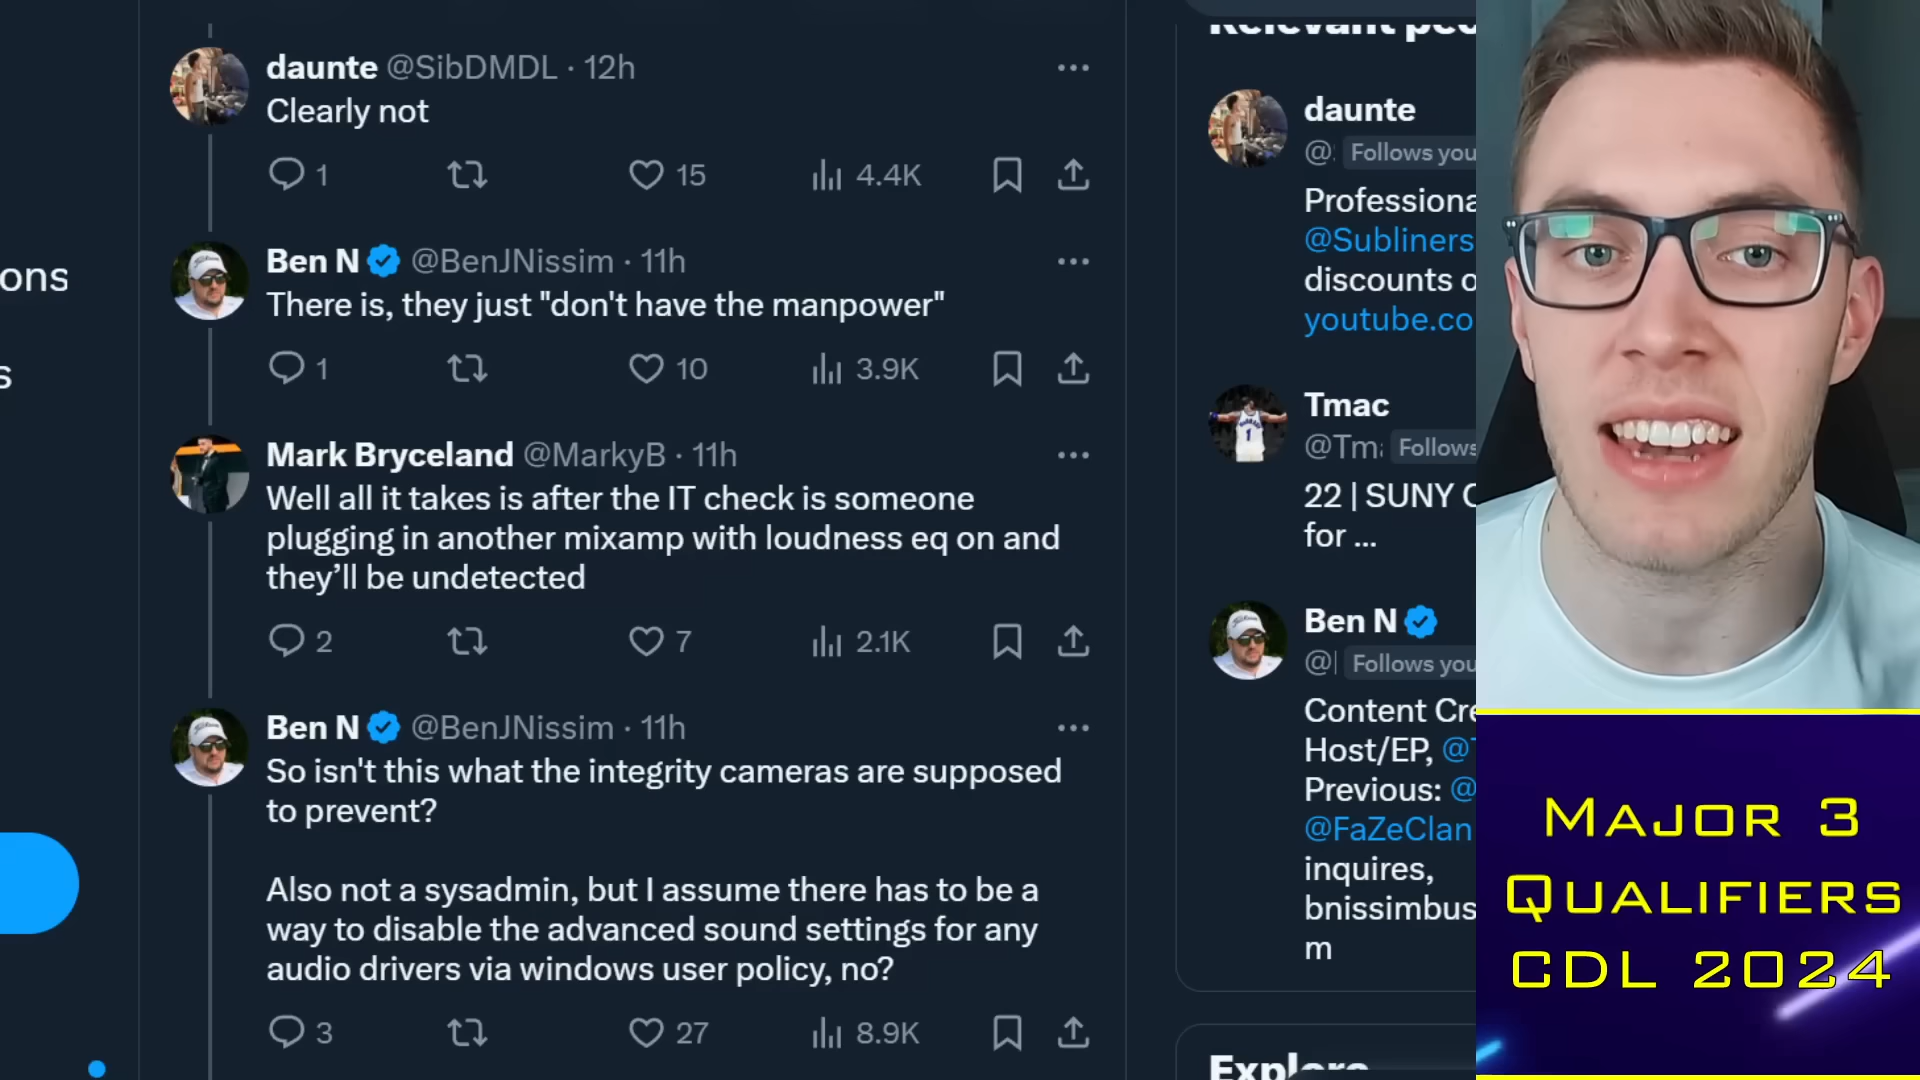 ons
s
daunte @SibDMDL · 12h
Clearly not
1 15 4.4K
Ben N @BenJNissim · 11h
There is, they just "don't have the manpower"
1 10 3.9K
Mark Bryceland @MarkyB · 11h
Well all it takes is after the IT check is someone
plugging in another mixamp with loudness eq on and
they'll be undetected
2 7 2.1K
Ben N @BenJNissim · 11h
So isn't this what the integrity cameras are supposed
to prevent?
Also not a sysadmin, but I assume there has to be a
way to disable the advanced sound settings for any
audio drivers via windows user policy, no?
3 27 8.9K
Relevant peo
daunte
@ Follows you
Professiona
@Subliners
discounts o
youtube.co
Tmac
@Tm Follows
22 | SUNY C
for ...
Ben N
@ Follows you
Content Cre
Host/EP, @
Previous: @
@FaZeClan
inquires,
bnissimbus
m
Explore
MAJOR 3
QUALIFIERS
CDL 2024